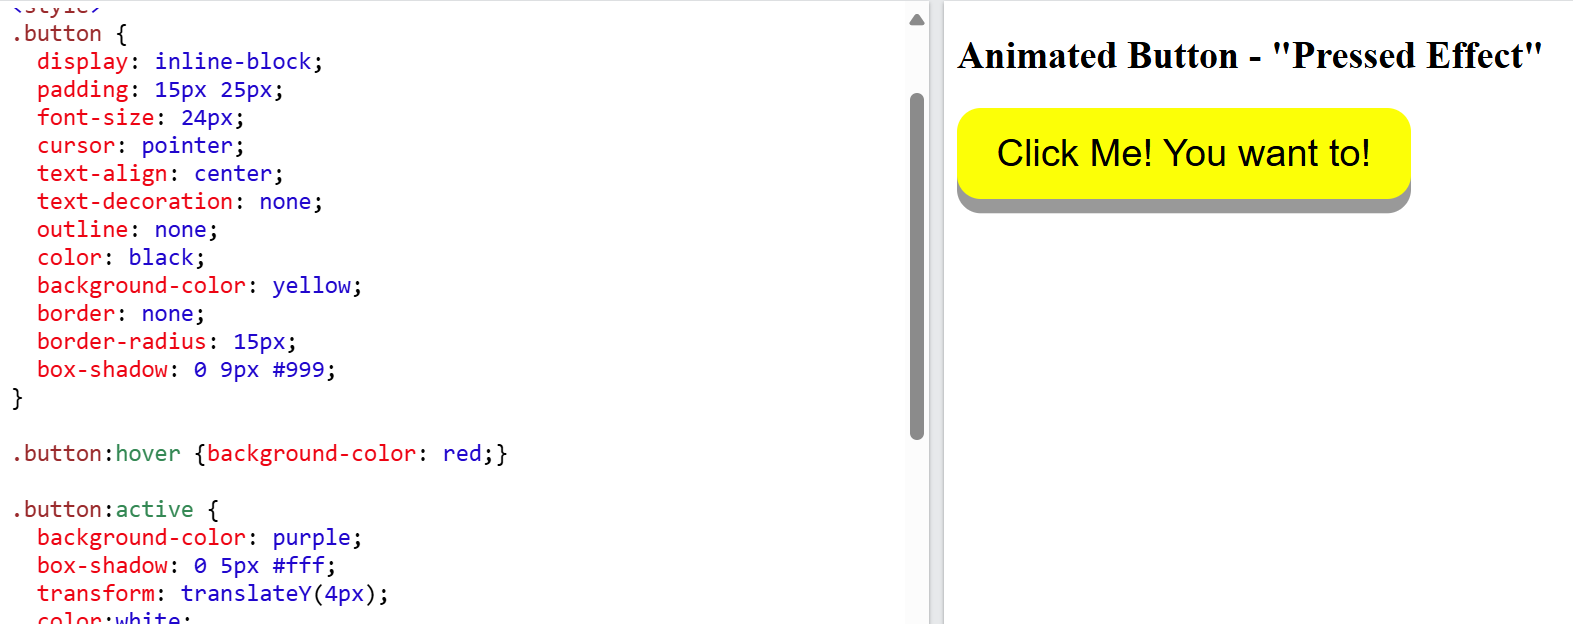 <style>
.button {
  display: inline-block;
  padding: 15px 25px;
  font-size: 24px;
  cursor: pointer;
  text-align: center;
  text-decoration: none;
  outline: none;
  color: black;
  background-color: yellow;
  border: none;
  border-radius: 15px;
  box-shadow: 0 9px #999;
}
.button:hover {background-color: red;}
.button:active {
  background-color: purple;
  box-shadow: 0 5px #fff;
  transform: translateY(4px);
  color:white;
Animated Button - "Pressed Effect"
Click Me! You want to!